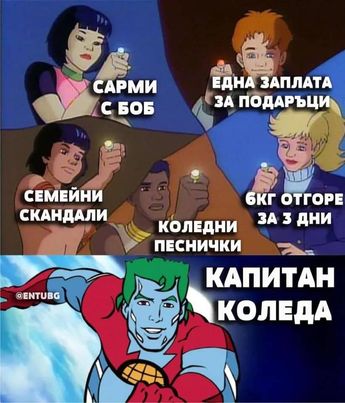 САРМИ
С БОБ
ЕДНА ЗАПЛАТА
ЗА ПОДАРЪЦИ
СЕМЕЙНИ
СКАНДАЛИ
КОЛЕДНИ
ПЕСНИЧКИ
6КГ ОТГОРЕ
ЗА 3 ДНИ
@ENTUBG
КАПИТАН
КОЛЕДА